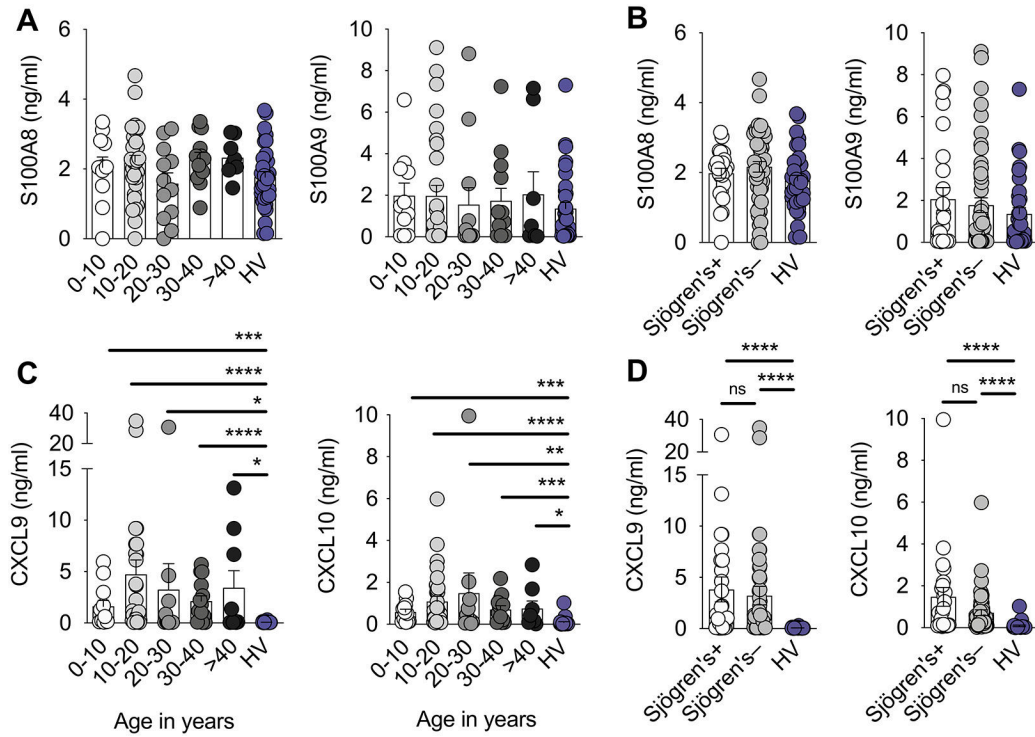 A
S100A8 (ng/ml)
6
4
2
0
0-10
10-20
20-30
30-40
>40
HV
S100A9 (ng/ml)
10
8
6
4
2
0
0-10
10-20
20-30
30-40
>40
HV
B
S100A8 (ng/ml)
6
4
2
0
Sjögren's+
Sjögren's–
HV
S100A9 (ng/ml)
10
8
6
4
2
0
Sjögren's+
Sjögren's–
HV
C
***
****
*
****
*
CXCL9 (ng/ml)
40
20
15
10
5
0
0-10
10-20
20-30
30-40
>40
HV
Age in years
***
****
**
***
*
CXCL10 (ng/ml)
10
8
6
4
2
0
0-10
10-20
20-30
30-40
>40
HV
Age in years
D
****
ns
****
CXCL9 (ng/ml)
40
20
15
10
5
0
Sjögren's+
Sjögren's–
HV
****
ns
****
CXCL10 (ng/ml)
10
8
6
4
2
0
Sjögren's+
Sjögren's–
HV